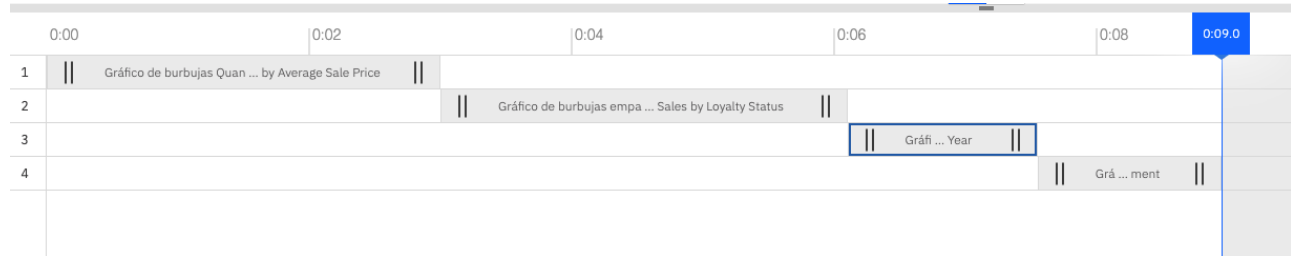 0:00 0:02 0:04 0:06 0:08 0:09.0
1 Gráfico de burbujas Quan ... by Average Sale Price
2 Gráfico de burbujas empa ... Sales by Loyalty Status
3 Gráfi ... Year
4 Grá ... ment